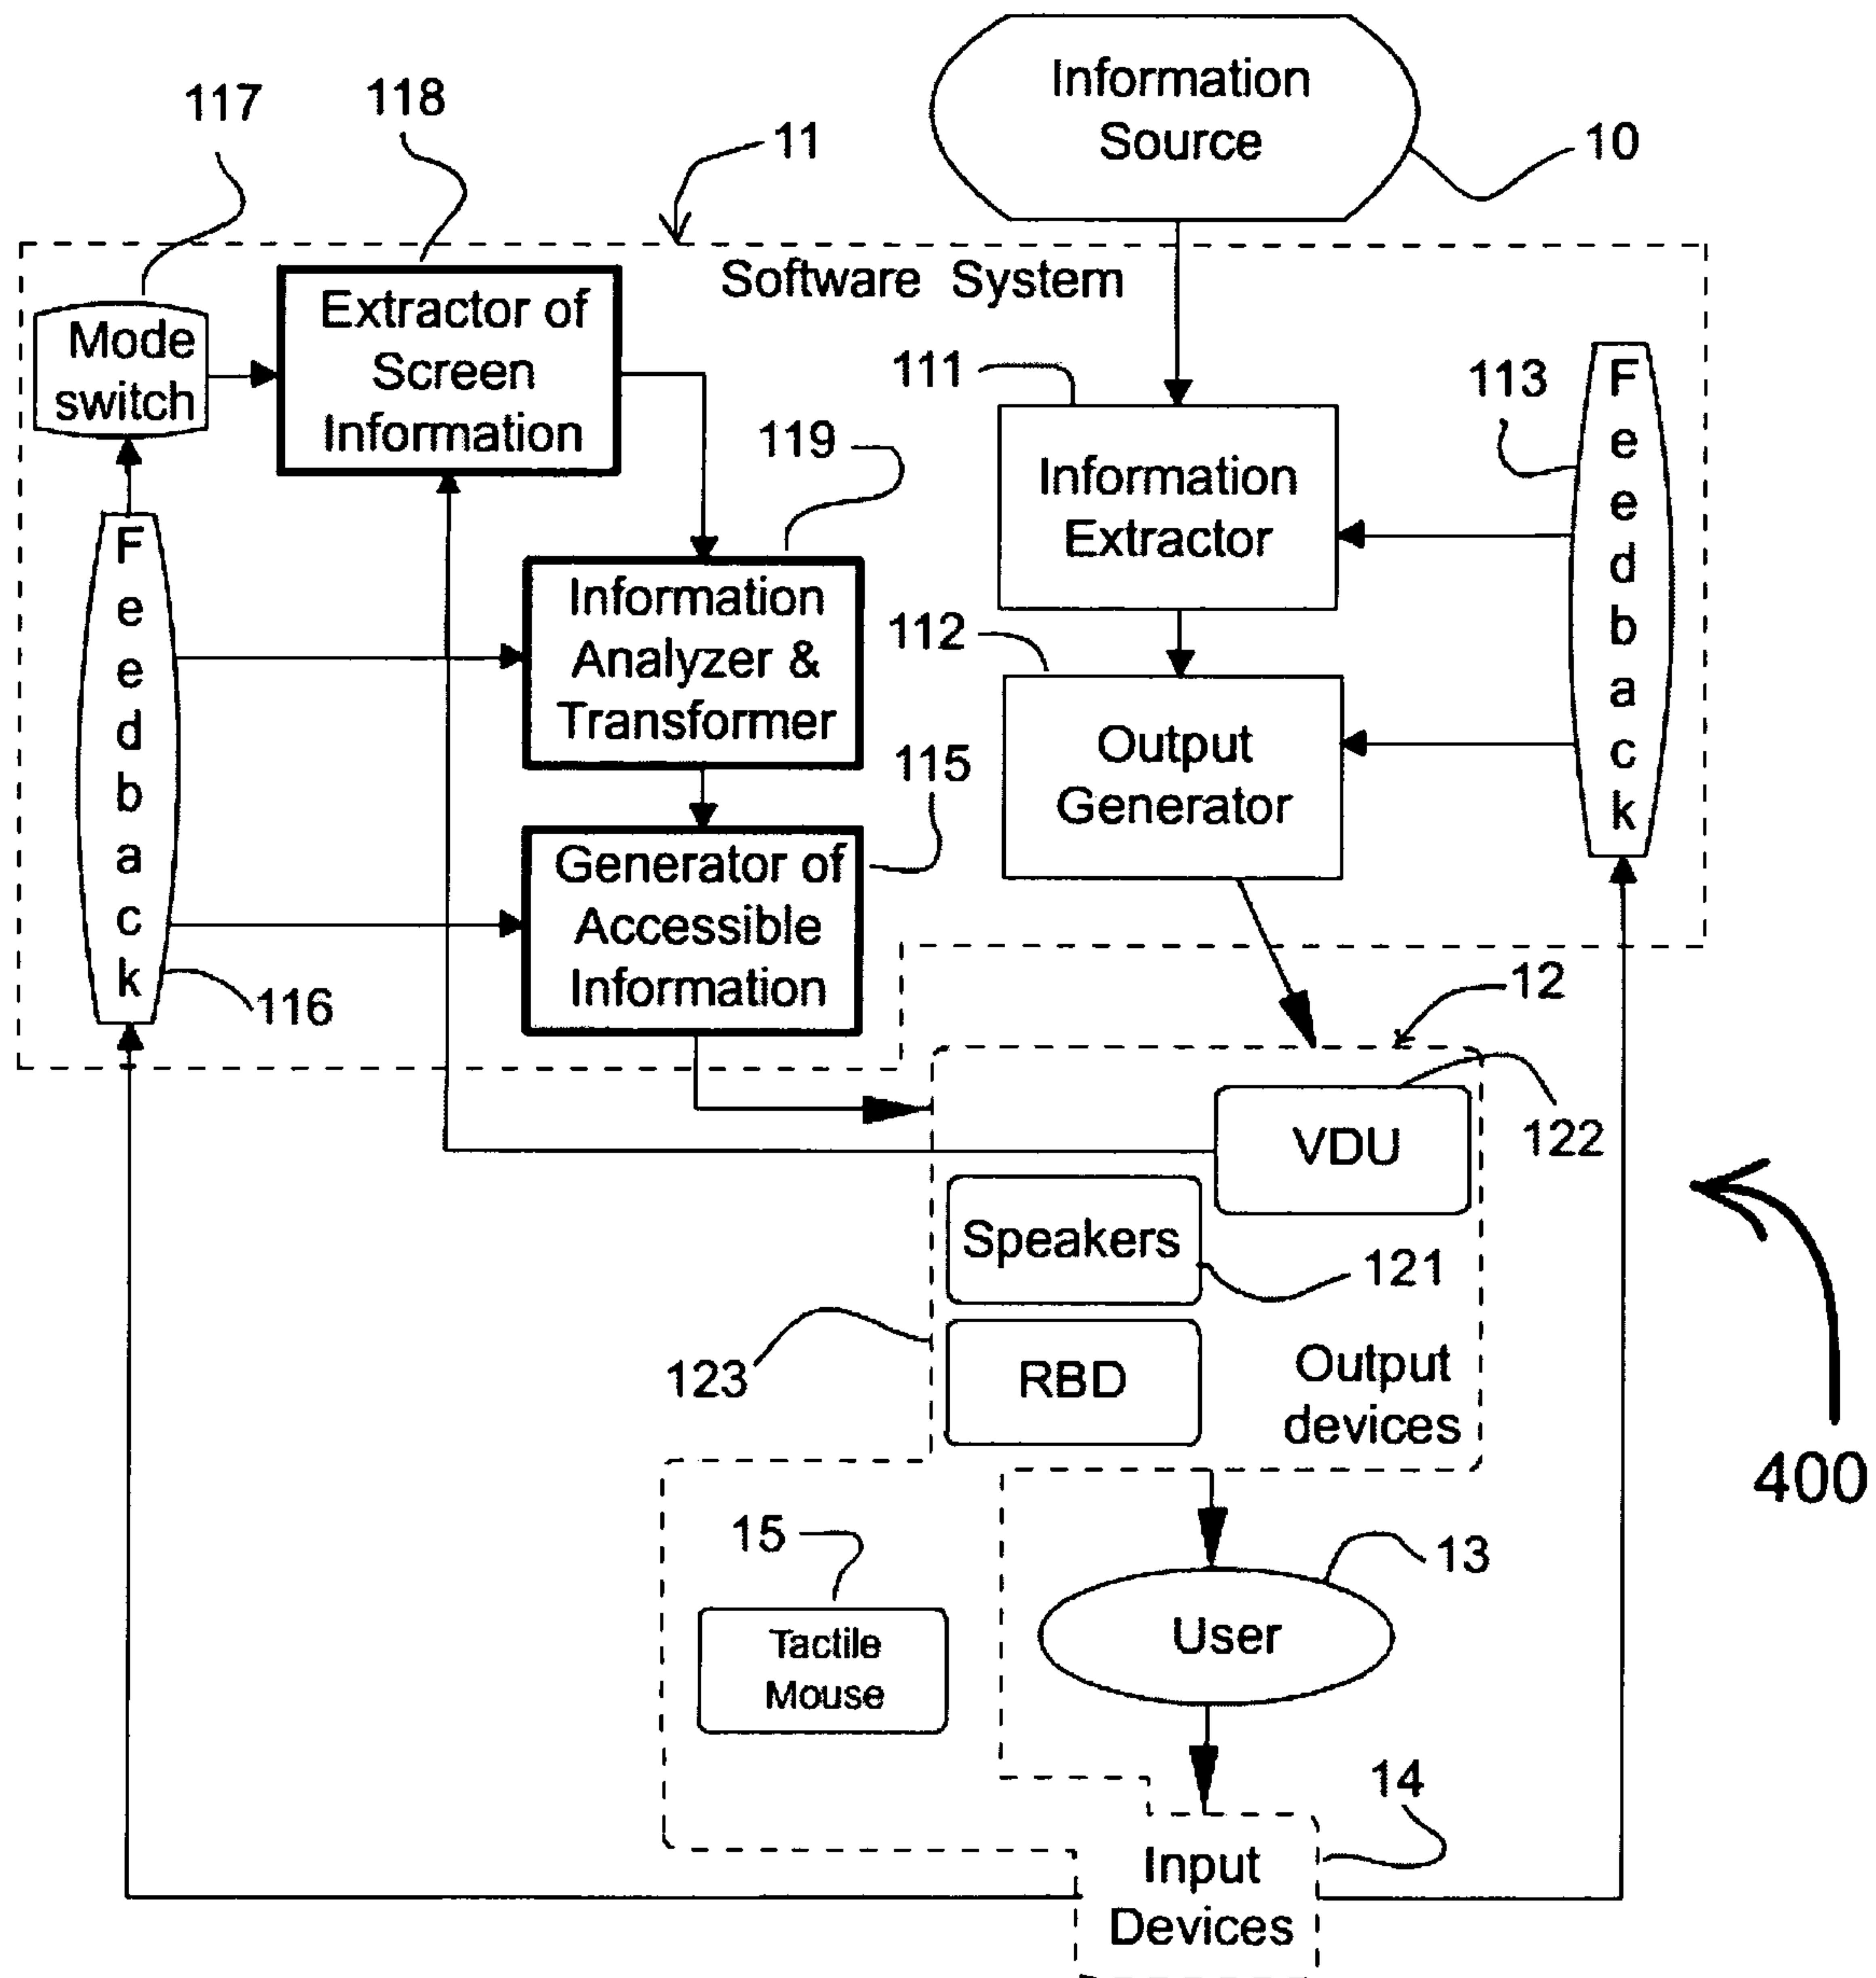 Information
Source
10
117
118
11
Software System
Mode
switch
Extractor of
Screen
Information
111
113
Feedback
Information
Extractor
119
Feedback
Information
Analyzer &
Transformer
112
Output
Generator
115
Generator of
Accessible
Information
116
12
VDU
122
Speakers
121
123
RBD
Output
devices
400
15
13
Tactile
Mouse
User
14
Input
Devices